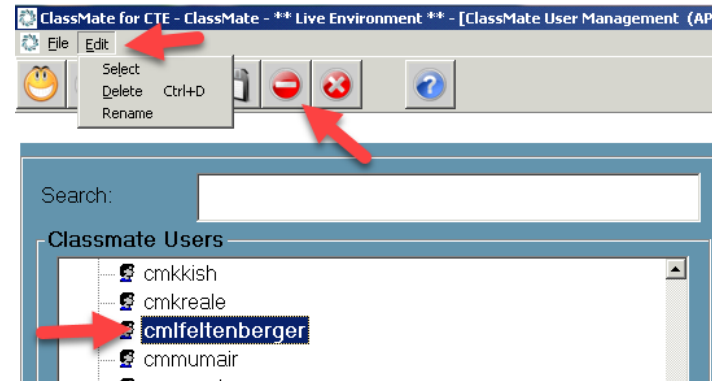 ClassMate for CTE - ClassMate - ** Live Environment ** - [ClassMate User Management (AP
File Edit
Select
Delete Ctrl+D
Rename
Search:
Classmate Users
cmkkish
cmkreale
cmlfeltenberger
cmmumair